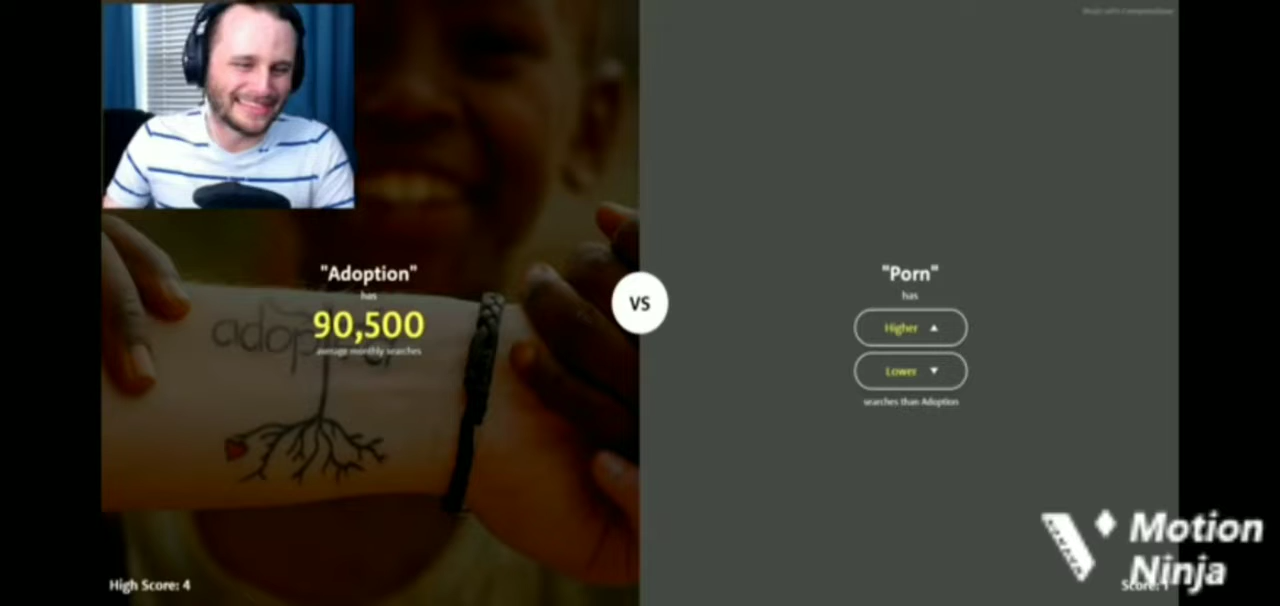 "Adoption"
has
90,500
average monthly searches
High Score: 4
VS
"Porn"
has
Higher ▲
Lower ▼
searches than Adoption
Motion
Ninja